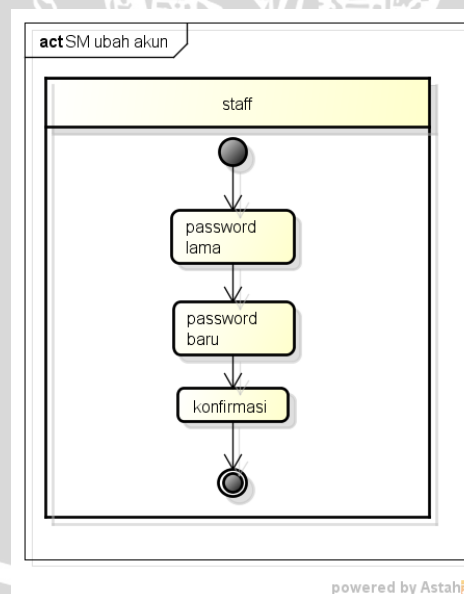 act SM ubah akun
staff
password
lama
password
baru
konfirmasi
powered by Astah